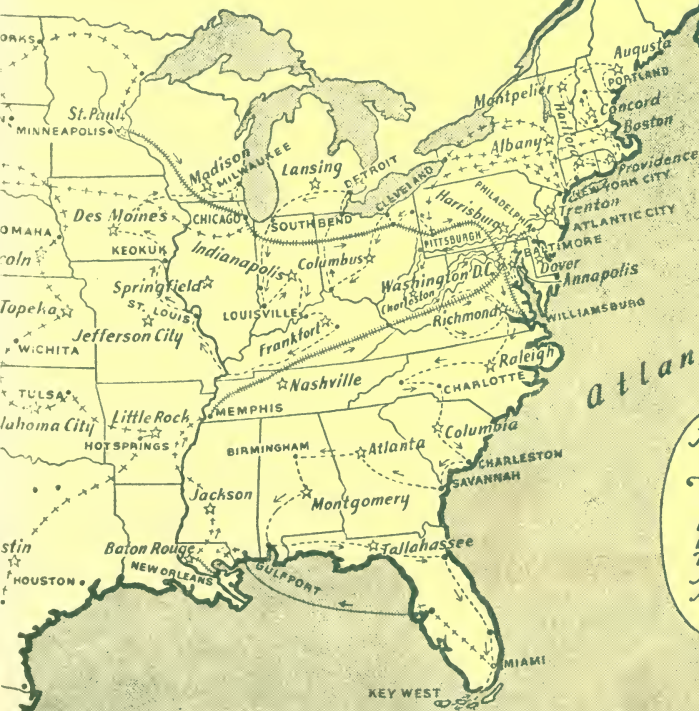 ORKS
Augusta
PORTLAND
Montpelier
St. Paul
MINNEAPOLIS
Concord
Hartford
Boston
Albany
Madison
MILWAUKEE
Lansing
DETROIT
Providence
CLEVELAND
NEW YORK CITY
PHILADELPHIA
Trenton
Harrisburg
Des Moines
CHICAGO
SOUTH BEND
ATLANTIC CITY
PITTSBURGH
BALTIMORE
OMAHA
KEOKUK
Indianapolis
Columbus
Washington D.C.
Dover
Annapolis
coln
Springfield
Charleston
ST. LOUIS
LOUISVILLE
Richmond
WILLIAMSBURG
Topeka
Jefferson City
Frankfort
WICHITA
Raleigh
Nashville
CHARLOTTE
Atlan
TULSA
lahoma City
Little Rock
MEMPHIS
HOT SPRINGS
BIRMINGHAM
Atlanta
Columbia
CHARLESTON
SAVANNAH
Jackson
Montgomery
stin
Baton Rouge
Tallahassee
NEW ORLEANS
GULFPORT
HOUSTON
MIAMI
KEY WEST